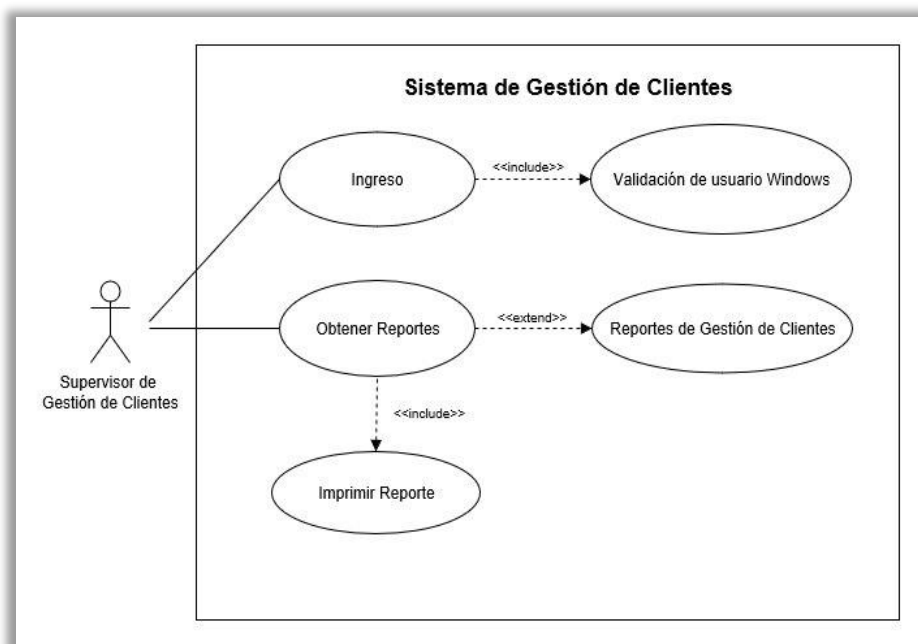 Sistema de Gestión de Clientes
Ingreso
<<include>>
Validación de usuario Windows
Obtener Reportes
<<extend>>
Reportes de Gestión de Clientes
Supervisor de
Gestión de Clientes
<<include>>
Imprimir Reporte